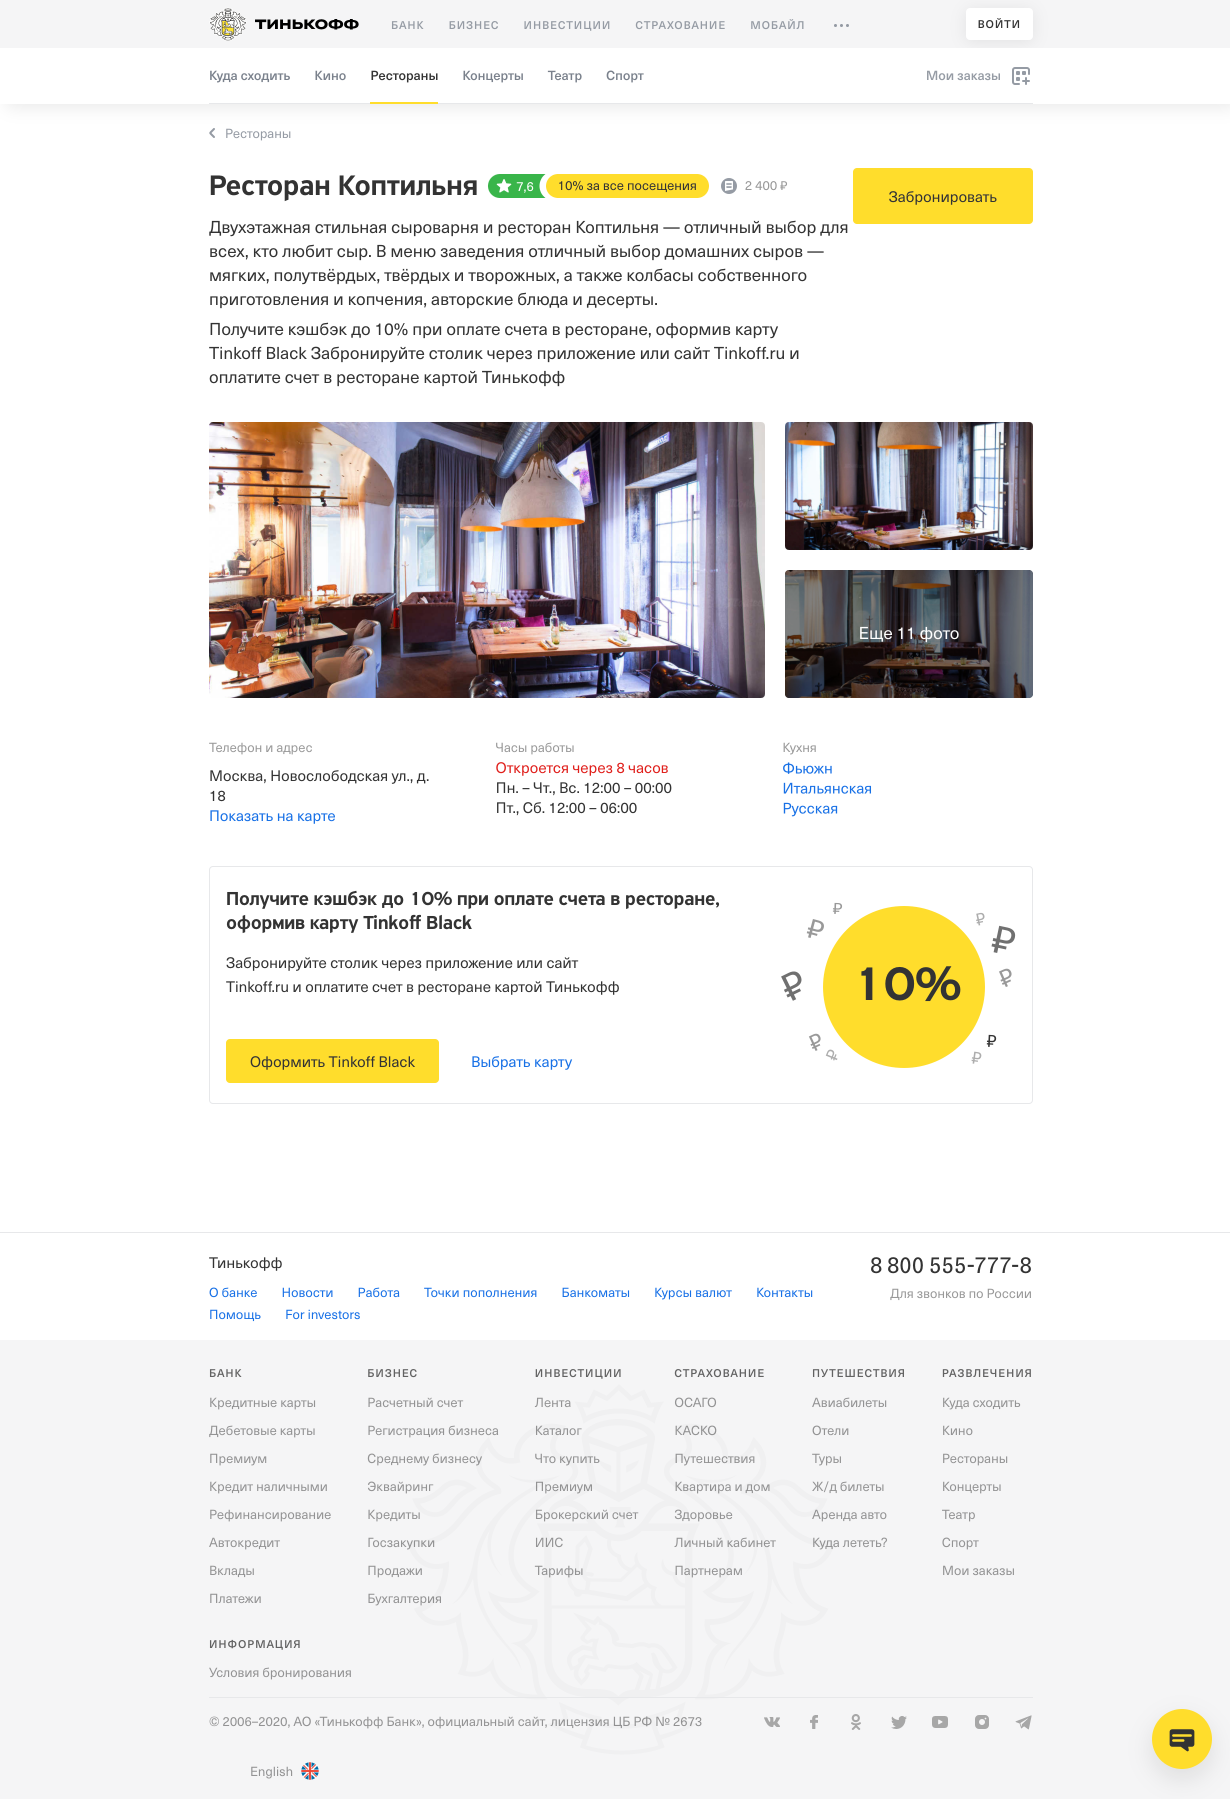 ТИНЬКОФФ
БАНК БИЗНЕС ИНВЕСТИЦИИ СТРАХОВАНИЕ МОБАЙЛ
ВОЙТИ
Куда сходить Кино Рестораны Концерты Театр Спорт
Мои заказы
Рестораны
Ресторан Коптильня
7,6
10% за все посещения
2 400 ₽
Забронировать
Двухэтажная стильная сыроварня и ресторан Коптильня — отличный выбор для
всех, кто любит сыр. В меню заведения отличный выбор домашних сыров —
мягких, полутвёрдых, твёрдых и творожных, а также колбасы собственного
приготовления и копчения, авторские блюда и десерты.
Получите кэшбэк до 10% при оплате счета в ресторане, оформив карту
Tinkoff Black Забронируйте столик через приложение или сайт Tinkoff.ru и
оплатите счет в ресторане картой Тинькофф
Еще 11 фото
Телефон и адрес
Москва, Новослободская ул., д.
18
Показать на карте
Часы работы
Откроется через 8 часов
Пн. – Чт., Вс. 12:00 – 00:00
Пт., Сб. 12:00 – 06:00
Кухня
Фьюжн
Итальянская
Русская
Получите кэшбэк до 10% при оплате счета в ресторане,
оформив карту Tinkoff Black
Забронируйте столик через приложение или сайт
Tinkoff.ru и оплатите счет в ресторане картой Тинькофф
Оформить Tinkoff Black
Выбрать карту
10%
Тинькофф
О банке Новости Работа Точки пополнения Банкоматы Курсы валют Контакты
Помощь For investors
8 800 555-777-8
Для звонков по России
БАНК
Кредитные карты
Дебетовые карты
Премиум
Кредит наличными
Рефинансирование
Автокредит
Вклады
Платежи
БИЗНЕС
Расчетный счет
Регистрация бизнеса
Среднему бизнесу
Эквайринг
Кредиты
Госзакупки
Продажи
Бухгалтерия
ИНВЕСТИЦИИ
Лента
Каталог
Что купить
Премиум
Брокерский счет
ИИС
Тарифы
СТРАХОВАНИЕ
ОСАГО
КАСКО
Путешествия
Квартира и дом
Здоровье
Личный кабинет
Партнерам
ПУТЕШЕСТВИЯ
Авиабилеты
Отели
Туры
Ж/д билеты
Аренда авто
Куда лететь?
РАЗВЛЕЧЕНИЯ
Куда сходить
Кино
Рестораны
Концерты
Театр
Спорт
Мои заказы
ИНФОРМАЦИЯ
Условия бронирования
© 2006–2020, АО «Тинькофф Банк», официальный сайт, лицензия ЦБ РФ № 2673
English